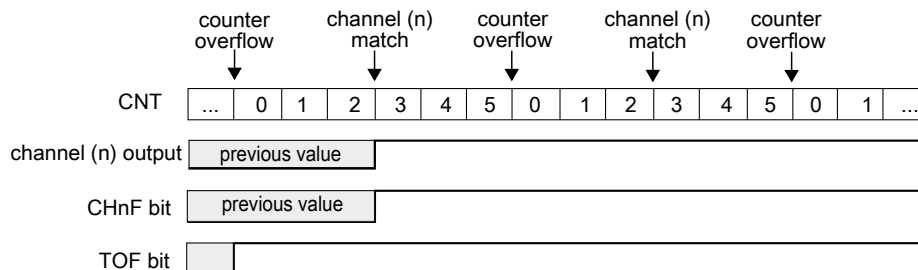 counter overflow
channel (n) match
counter overflow
channel (n) match
counter overflow
CNT ... 0 1 2 3 4 5 0 1 2 3 4 5 0 1 ...
channel (n) output previous value
CHnF bit previous value
TOF bit